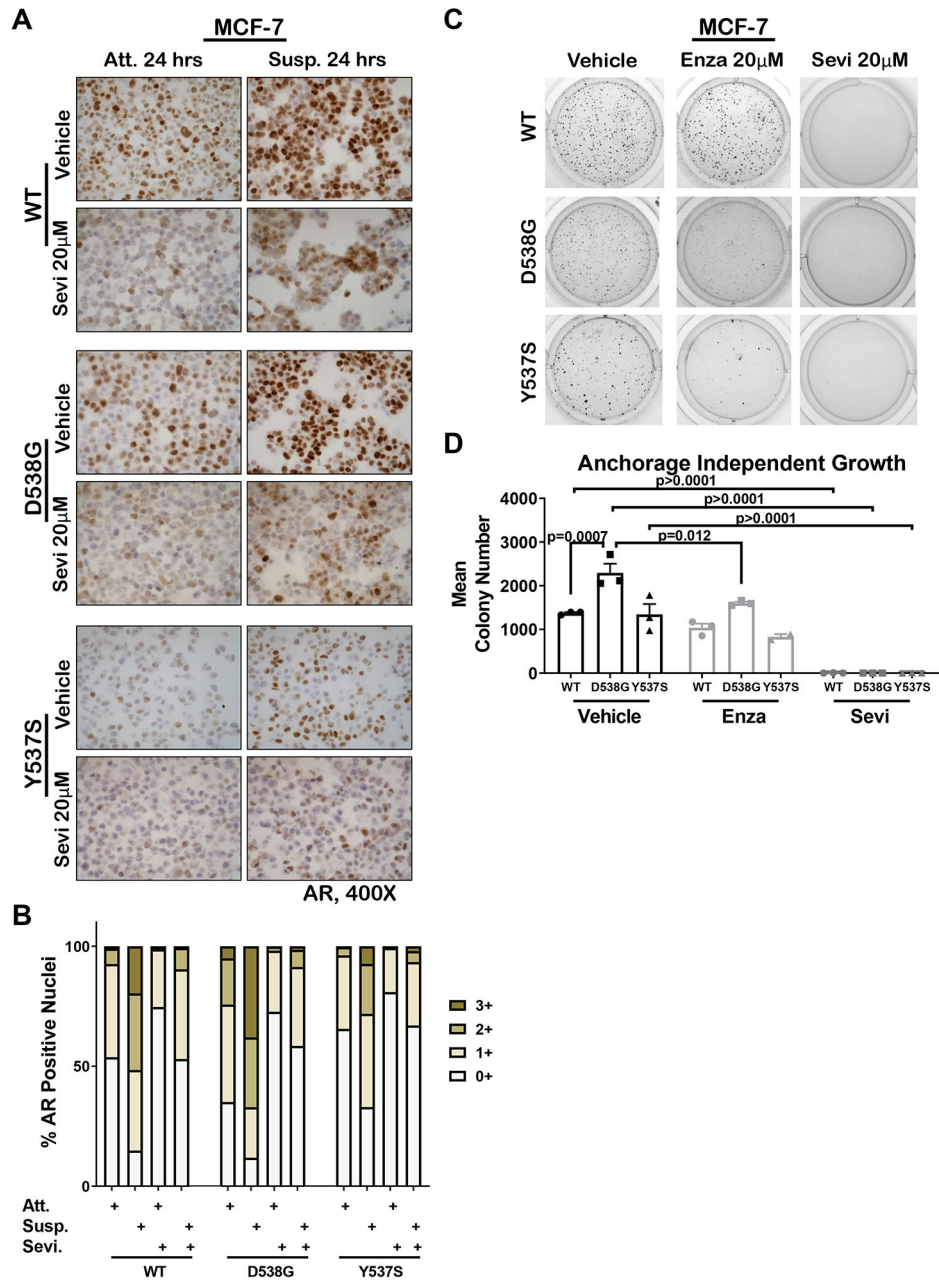 A
MCF-7
Att. 24 hrs
Susp. 24 hrs
WT
Vehicle
Sevi 20μM
D538G
Vehicle
Sevi 20μM
Y537S
Vehicle
Sevi 20μM
AR, 400X
B
% AR Positive Nuclei
100
50
0
3+
2+
1+
0+
Att. + + + + + +
Susp. + + + + + +
Sevi. + + + + + +
WT D538G Y537S
C
MCF-7
Vehicle Enza 20μM Sevi 20μM
WT
D538G
Y537S
D
Anchorage Independent Growth
p>0.0001
p>0.0001
p>0.0001
p=0.0007 p=0.012
Mean
Colony Number
4000
3000
2000
1000
0
WT D538G Y537S WT D538G Y537S WT D538G Y537S
Vehicle Enza Sevi